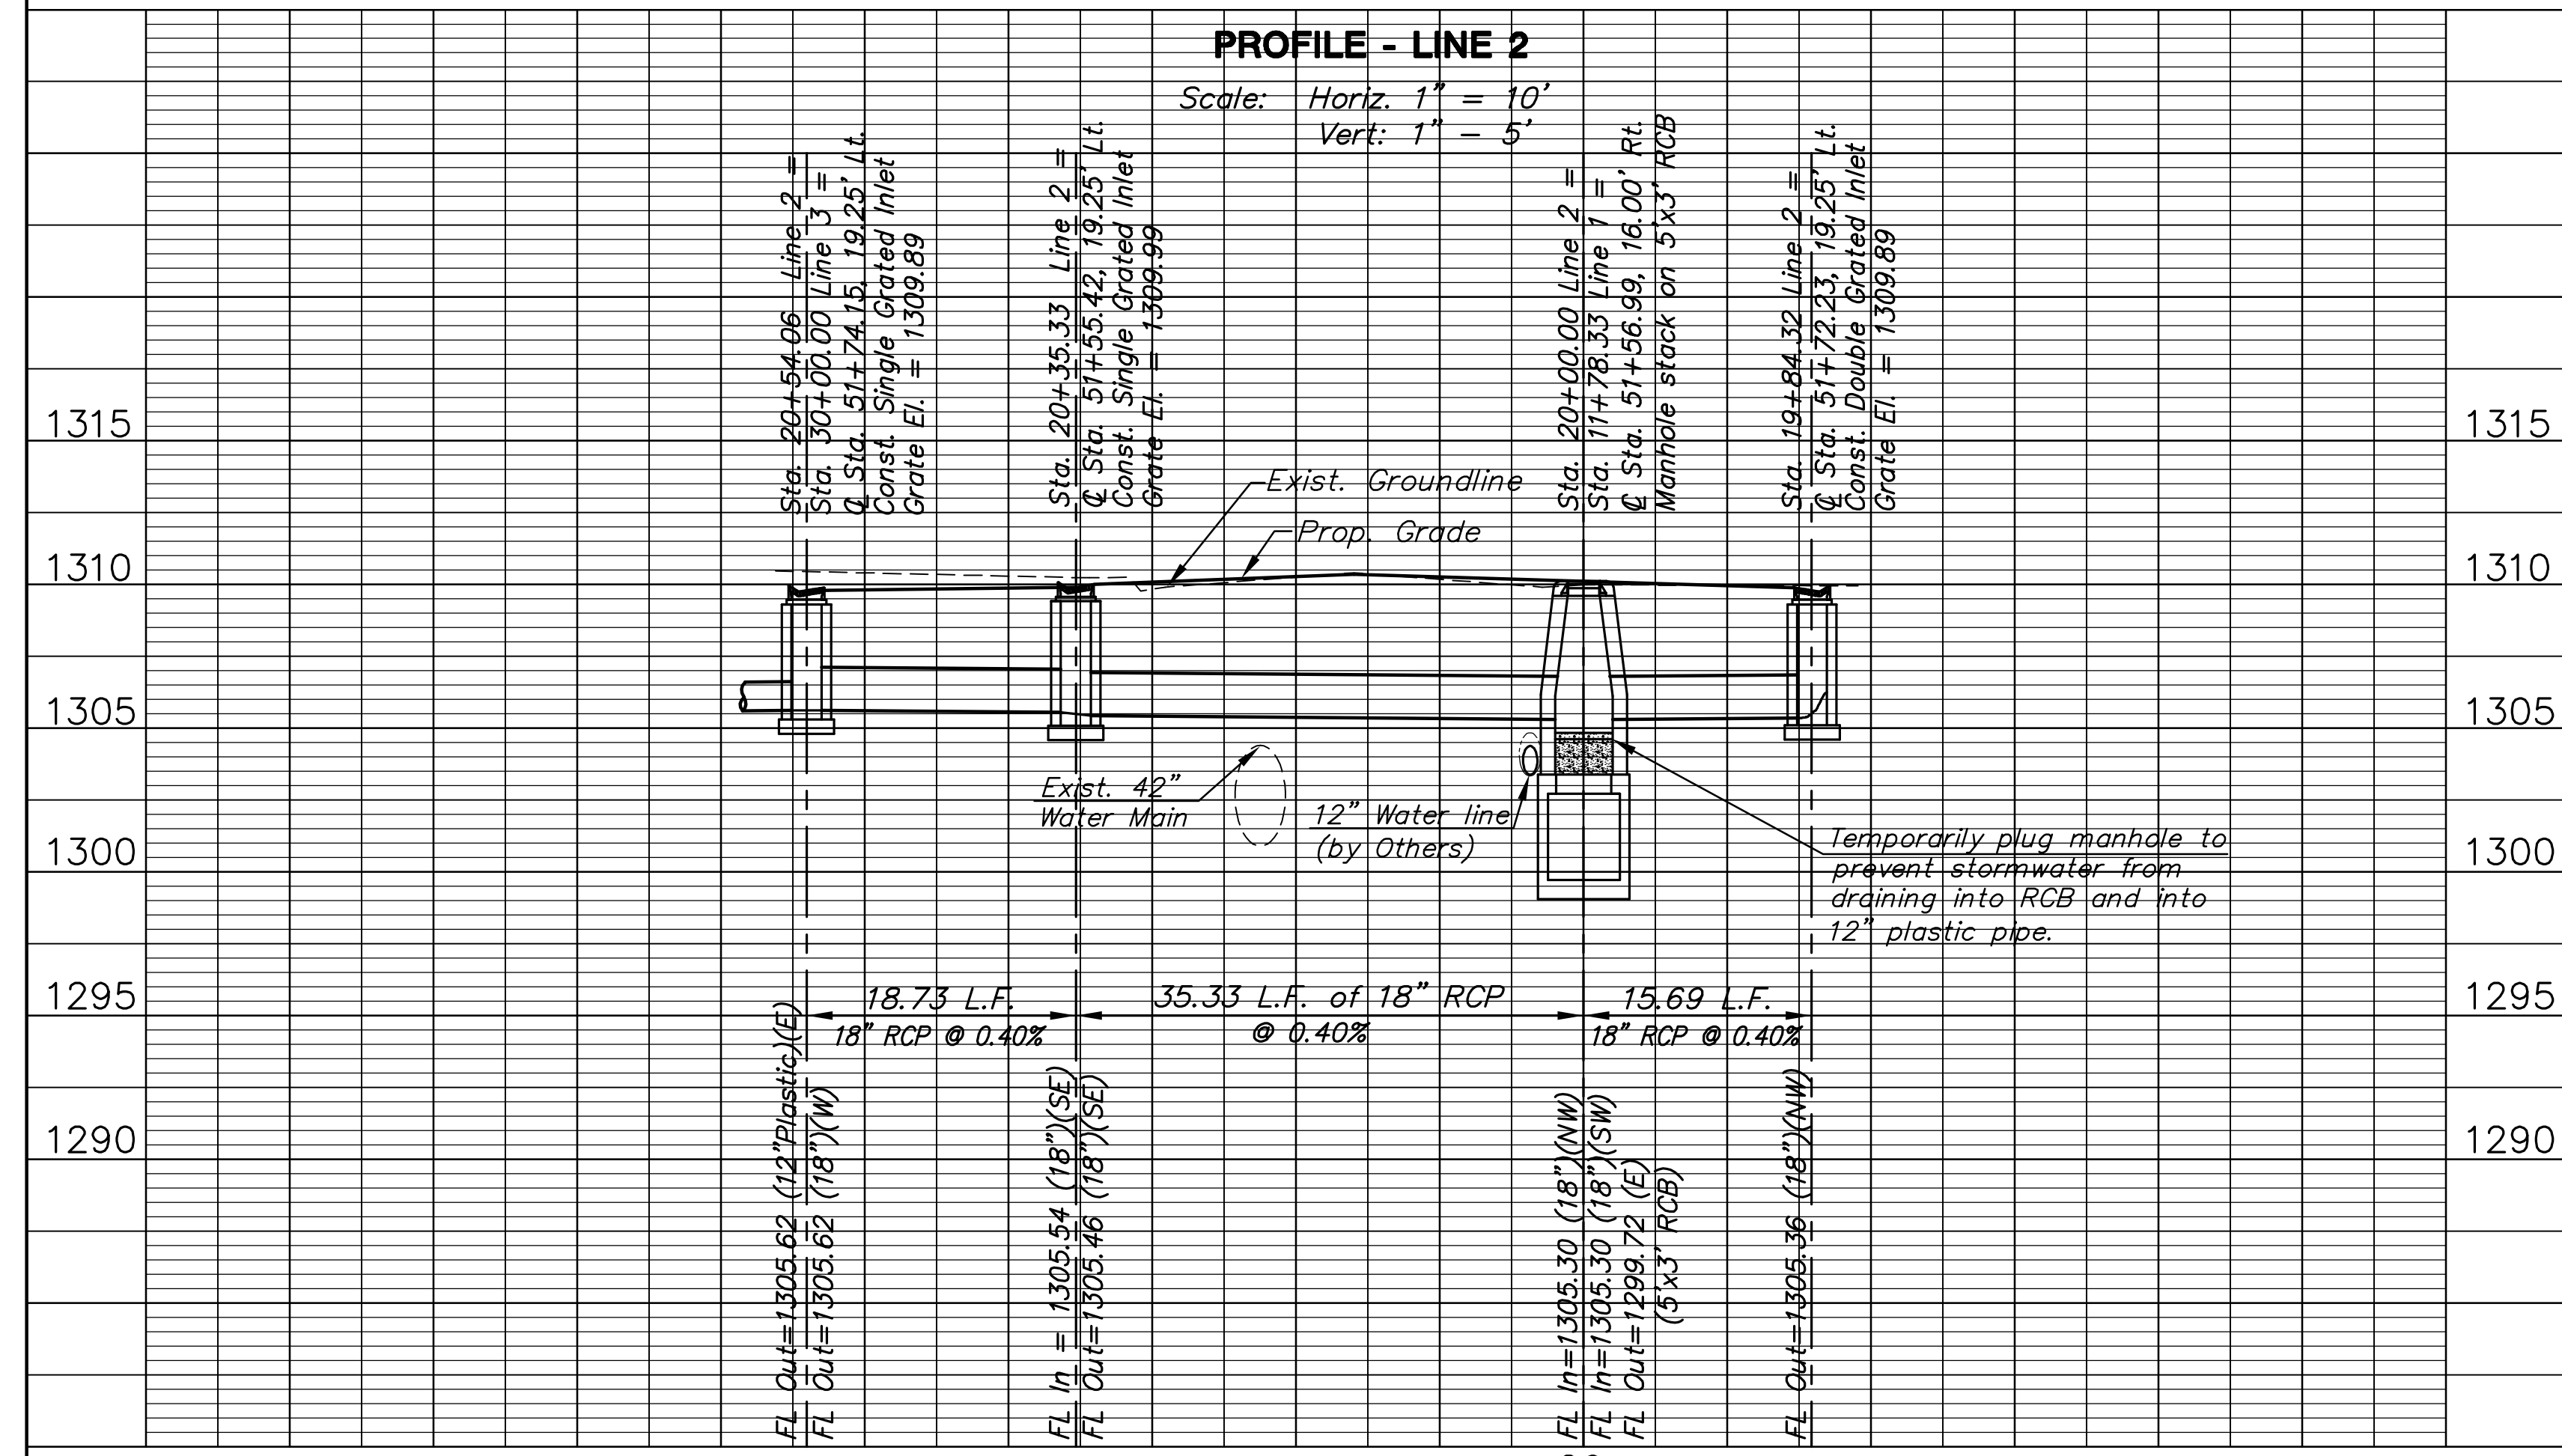 PROFILE - LINE 2
Scale: Horiz. 1" = 10'
Vert: 1" - 5'
Sta. 20+54.06 Line 2 =
Sta. 30+00.00 Line 3 =
℄ Sta. 51+74.15, 19.25' Lt.
Const. Single Grated Inlet
Grate El. = 1309.89
Sta. 20+35.33 Line 2 =
℄ Sta. 51+55.42, 19.25' Lt.
Const. Single Grated Inlet
Grate El. = 1309.99
Sta. 20+00.00 Line 2 =
Sta. 11+78.33 Line 1 =
℄ Sta. 51+56.99, 16.00' Rt.
Manhole stack on 5'x3' RCB
Sta. 19+84.32 Line 2 =
℄ Sta. 51+72.23, 19.25' Lt.
Const. Double Grated Inlet
Grate El. = 1309.89
1315
1315
Exist. Groundline
Prop. Grade
1310
1310
1305
1305
Exist. 42"
Water Main
12" Water line
(by Others)
1300
1300
Temporarily plug manhole to
prevent stormwater from
draining into RCB and into
12" plastic pipe.
1295
1295
18.73 L.F.
18" RCP @ 0.40%
35.33 L.F. of 18" RCP
@ 0.40%
15.69 L.F.
18" RCP @ 0.40%
1290
1290
FL Out=1305.62 (12"Plastic)(E)
FL Out=1305.62 (18")(W)
FL In = 1305.54 (18")(SE)
FL Out=1305.46 (18")(SE)
FL In=1305.30 (18")(NW)
FL In=1305.30 (18")(SW)
FL Out=1299.72 (E)
(5'x3' RCB)
FL Out=1305.36 (18")(NW)